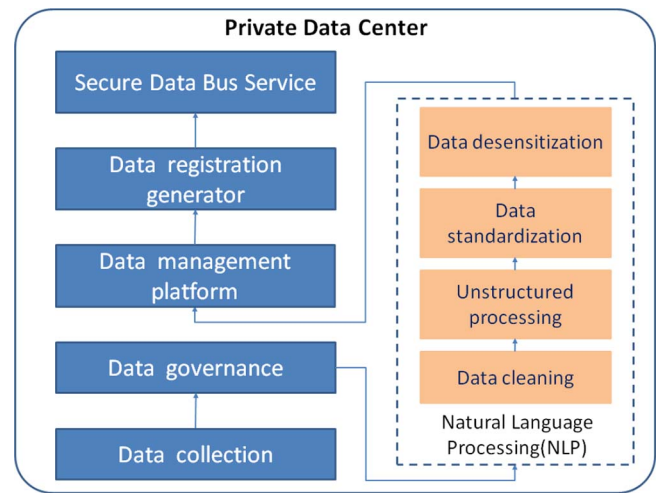 Private Data Center
Secure Data Bus Service
Data registration
generator
Data management
platform
Data governance
Data collection
Data desensitization
Data
standardization
Unstructured
processing
Data cleaning
Natural Language
Processing(NLP)